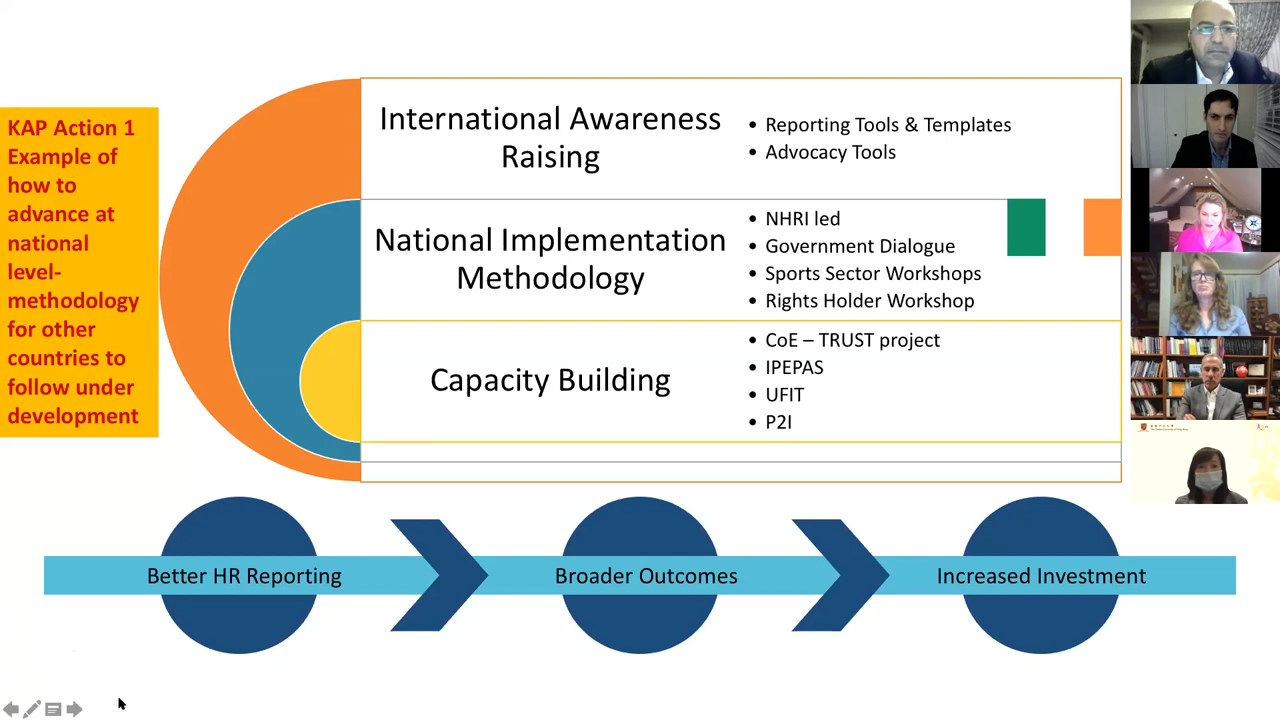 KAP Action 1
Example of
how to
advance at
national
level-
methodology
for other
countries to
follow under
development
International Awareness
Raising
• Reporting Tools & Templates
• Advocacy Tools
National Implementation
Methodology
• NHRI led
• Government Dialogue
• Sports Sector Workshops
• Rights Holder Workshop
Capacity Building
• CoE – TRUST project
• IPEPAS
• UFIT
• P2I
Better HR Reporting
Broader Outcomes
Increased Investment